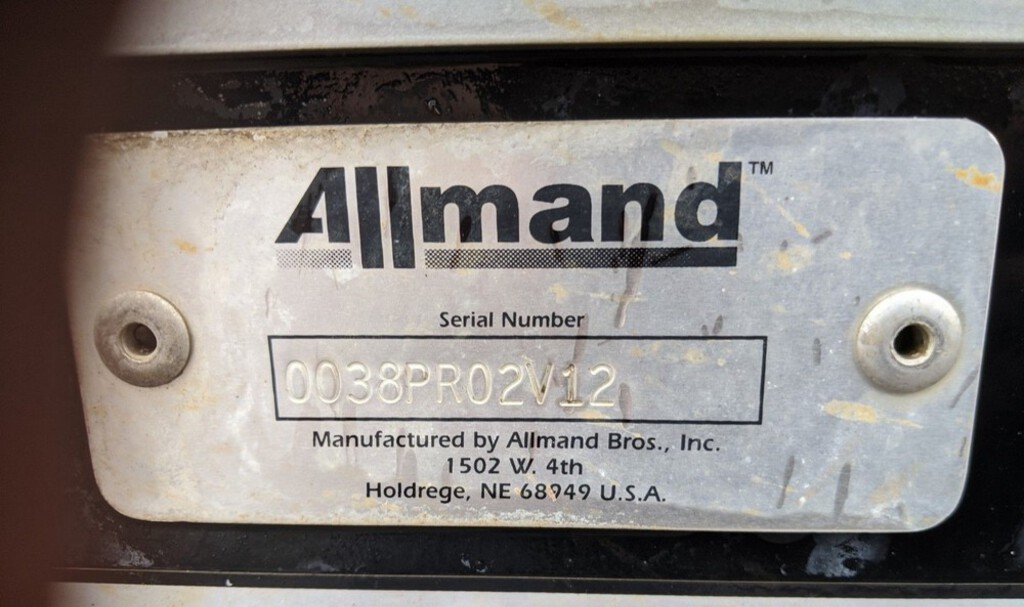 Allmand™
Serial Number
0038PR02V12
Manufactured by Allmand Bros., Inc.
1502 W. 4th
Holdrege, NE 68949 U.S.A.